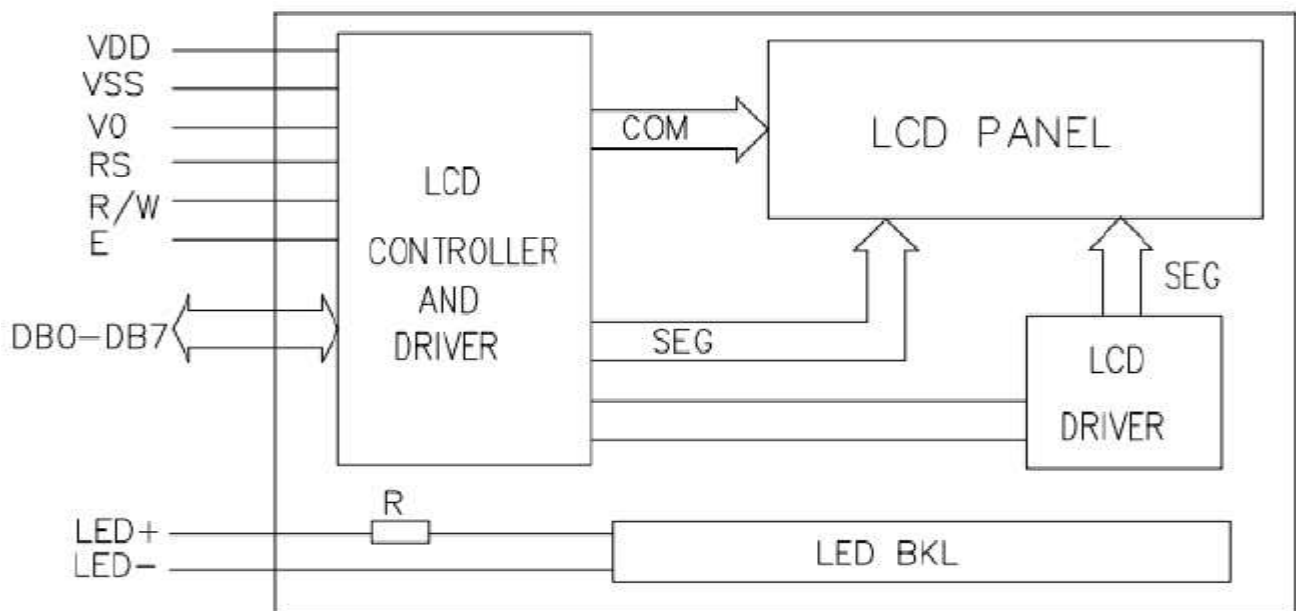 VDD
VSS
V0
RS
R/W
E
DB0-DB7
LED+
LED-
LCD
CONTROLLER
AND
DRIVER
COM
SEG
LCD PANEL
SEG
LCD
DRIVER
R
LED BKL